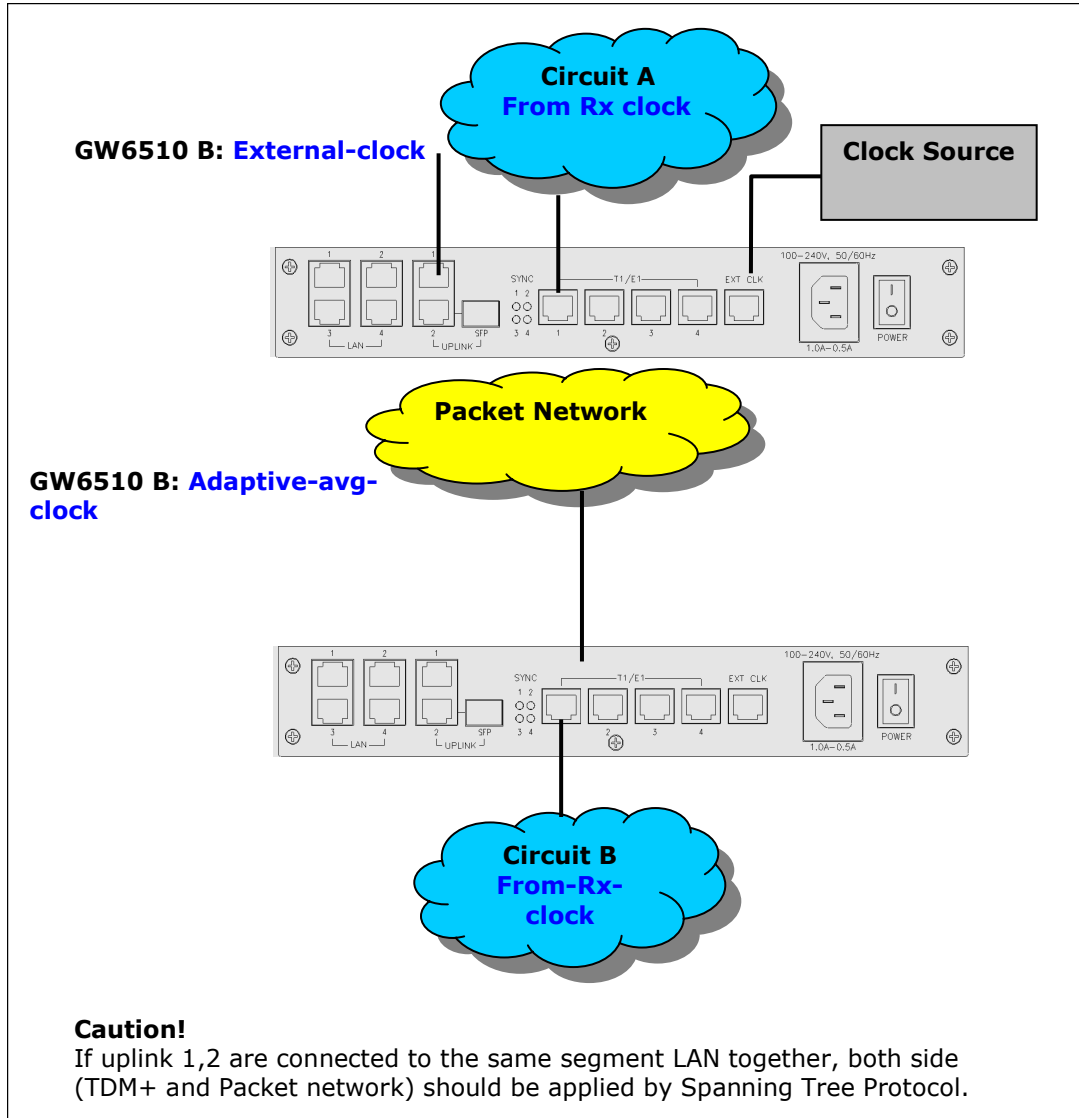 Circuit A
From Rx clock
GW6510 B: External-clock
Clock Source
1 2 1
SYNC
1 2
3 4
T1/E1
EXT CLK
100-240V, 50/60Hz
3 4 2 SFP
LAN
UPLINK
1 2 3 4
1.0A-0.5A
POWER
Packet Network
GW6510 B: Adaptive-avg-
clock
1 2 1
SYNC
1 2
3 4
T1/E1
EXT CLK
100-240V, 50/60Hz
3 4 2 SFP
LAN
UPLINK
2 3 4
1.0A-0.5A
POWER
Circuit B
From-Rx-
clock
Caution!
If uplink 1,2 are connected to the same segment LAN together, both side
(TDM+ and Packet network) should be applied by Spanning Tree Protocol.